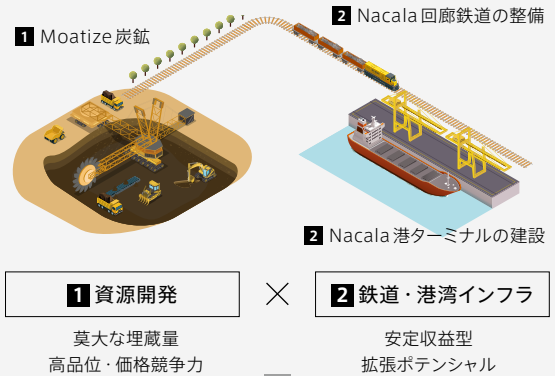 2 Nacala回廊鉄道の整備
1 Moatize炭鉱
2 Nacala港ターミナルの建設
1 資源開発 × 2 鉄道・港湾インフラ
莫大な埋蔵量 安定収益型
高品位・価格競争力 拡張ポテンシャル